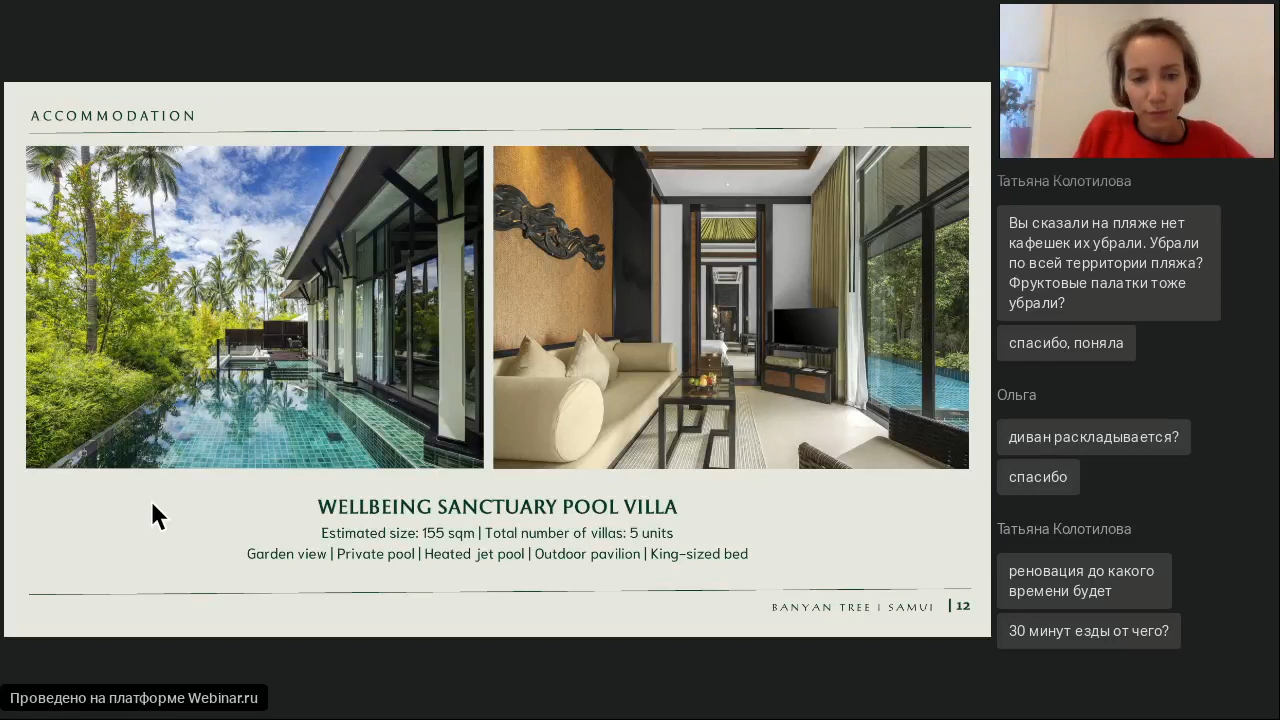 ACCOMMODATION
WELLBEING SANCTUARY POOL VILLA
Estimated size: 155 sqm | Total number of villas: 5 units
Garden view | Private pool | Heated jet pool | Outdoor pavilion | King-sized bed
BANYAN TREE | SAMUI | 12
Татьяна Колотилова
Вы сказали на пляже нет
кафешек их убрали. Убрали
по всей территории пляжа?
Фруктовые палатки тоже
убрали?
спасибо, поняла
Ольга
диван раскладывается?
спасибо
Татьяна Колотилова
реновация до какого
времени будет
30 минут езды от чего?
Проведено на платформе Webinar.ru